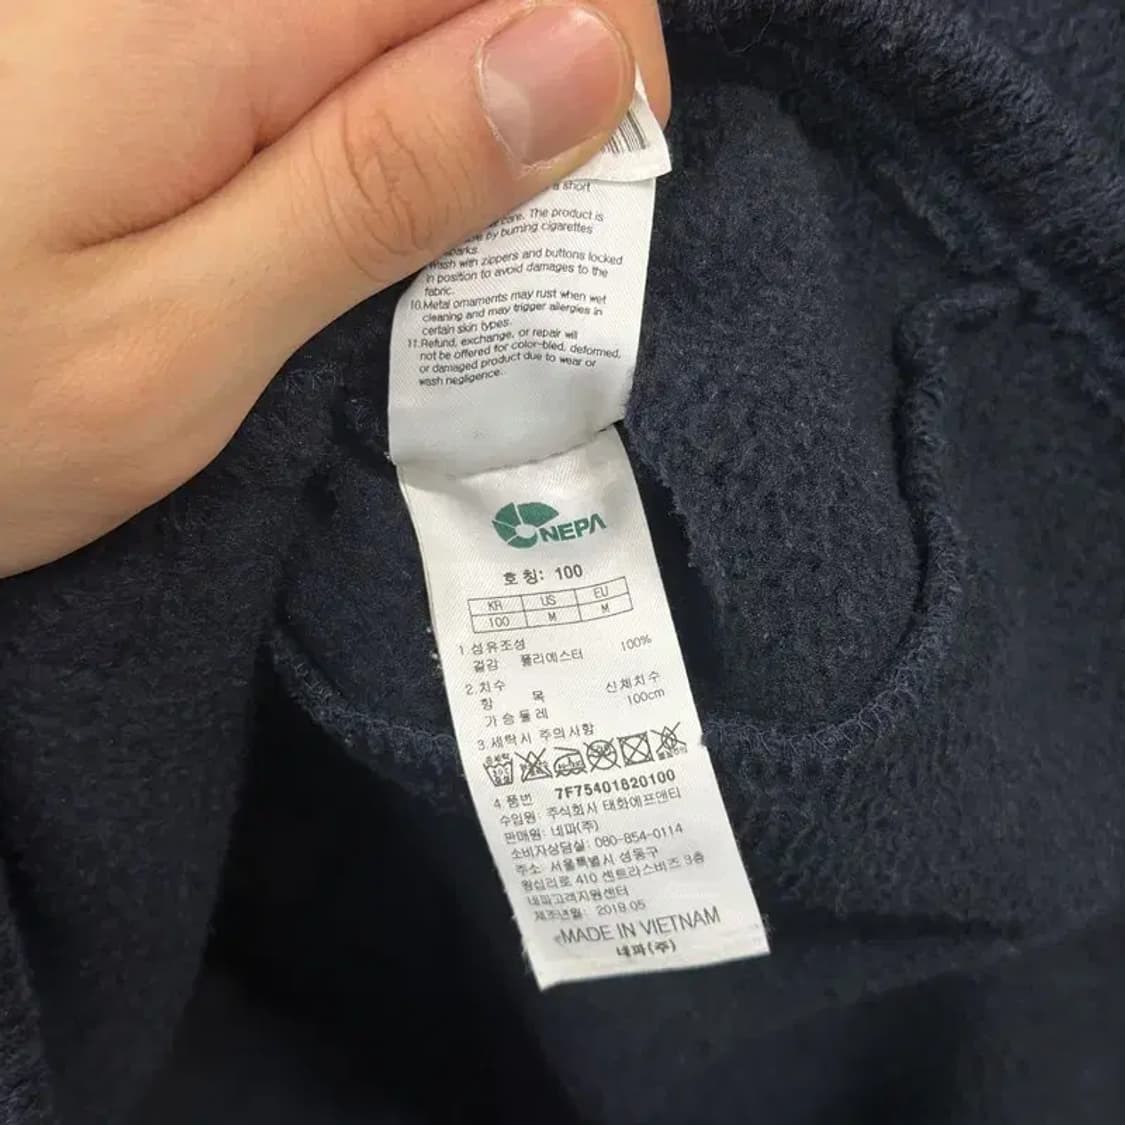 a short
care. The product is
by burning cigarettes
sparks.
Wash with zippers and buttons locked
in position to avoid damages to the
fabric.
10.Metal ornaments may rust when wet
cleaning and may trigger allergies in
certain skin types.
11.Refund, exchange, or repair will
not be offered for color-bled, deformed,
or damaged product due to wear or
wash negligence.
NEPA
호칭: 100
KR US EU
100 M M
1.섬유조성
겉감 폴리에스터 100%
2.치수
항 목 신체치수
가슴둘레 100cm
3.세탁시 주의사항
4.품번 7F75401820100
수입원: 주식회사 태화에프앤티
판매원: 네파(주)
소비자상담실: 080-854-0114
주소: 서울특별시 성동구
왕십리로 410 센트라스비즈 3층
네파고객지원센터
제조년월: 2018.05
MADE IN VIETNAM
네파(주)